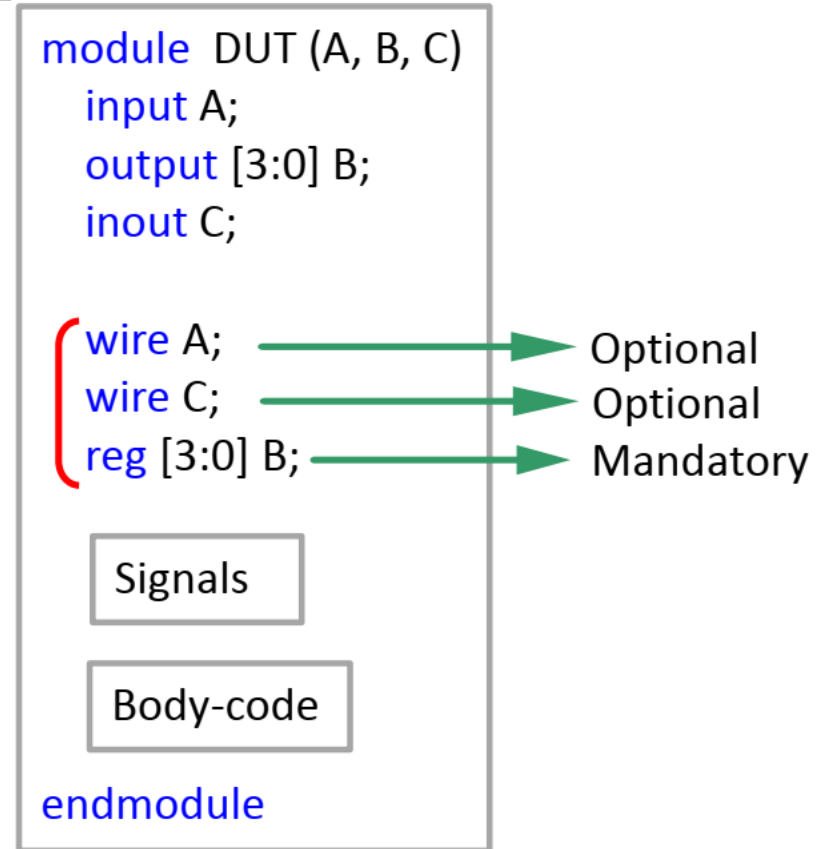 module DUT (A, B, C)
input A;
output [3:0] B;
inout C;
wire A; Optional
wire C; Optional
reg [3:0] B; Mandatory
Signals
Body-code
endmodule